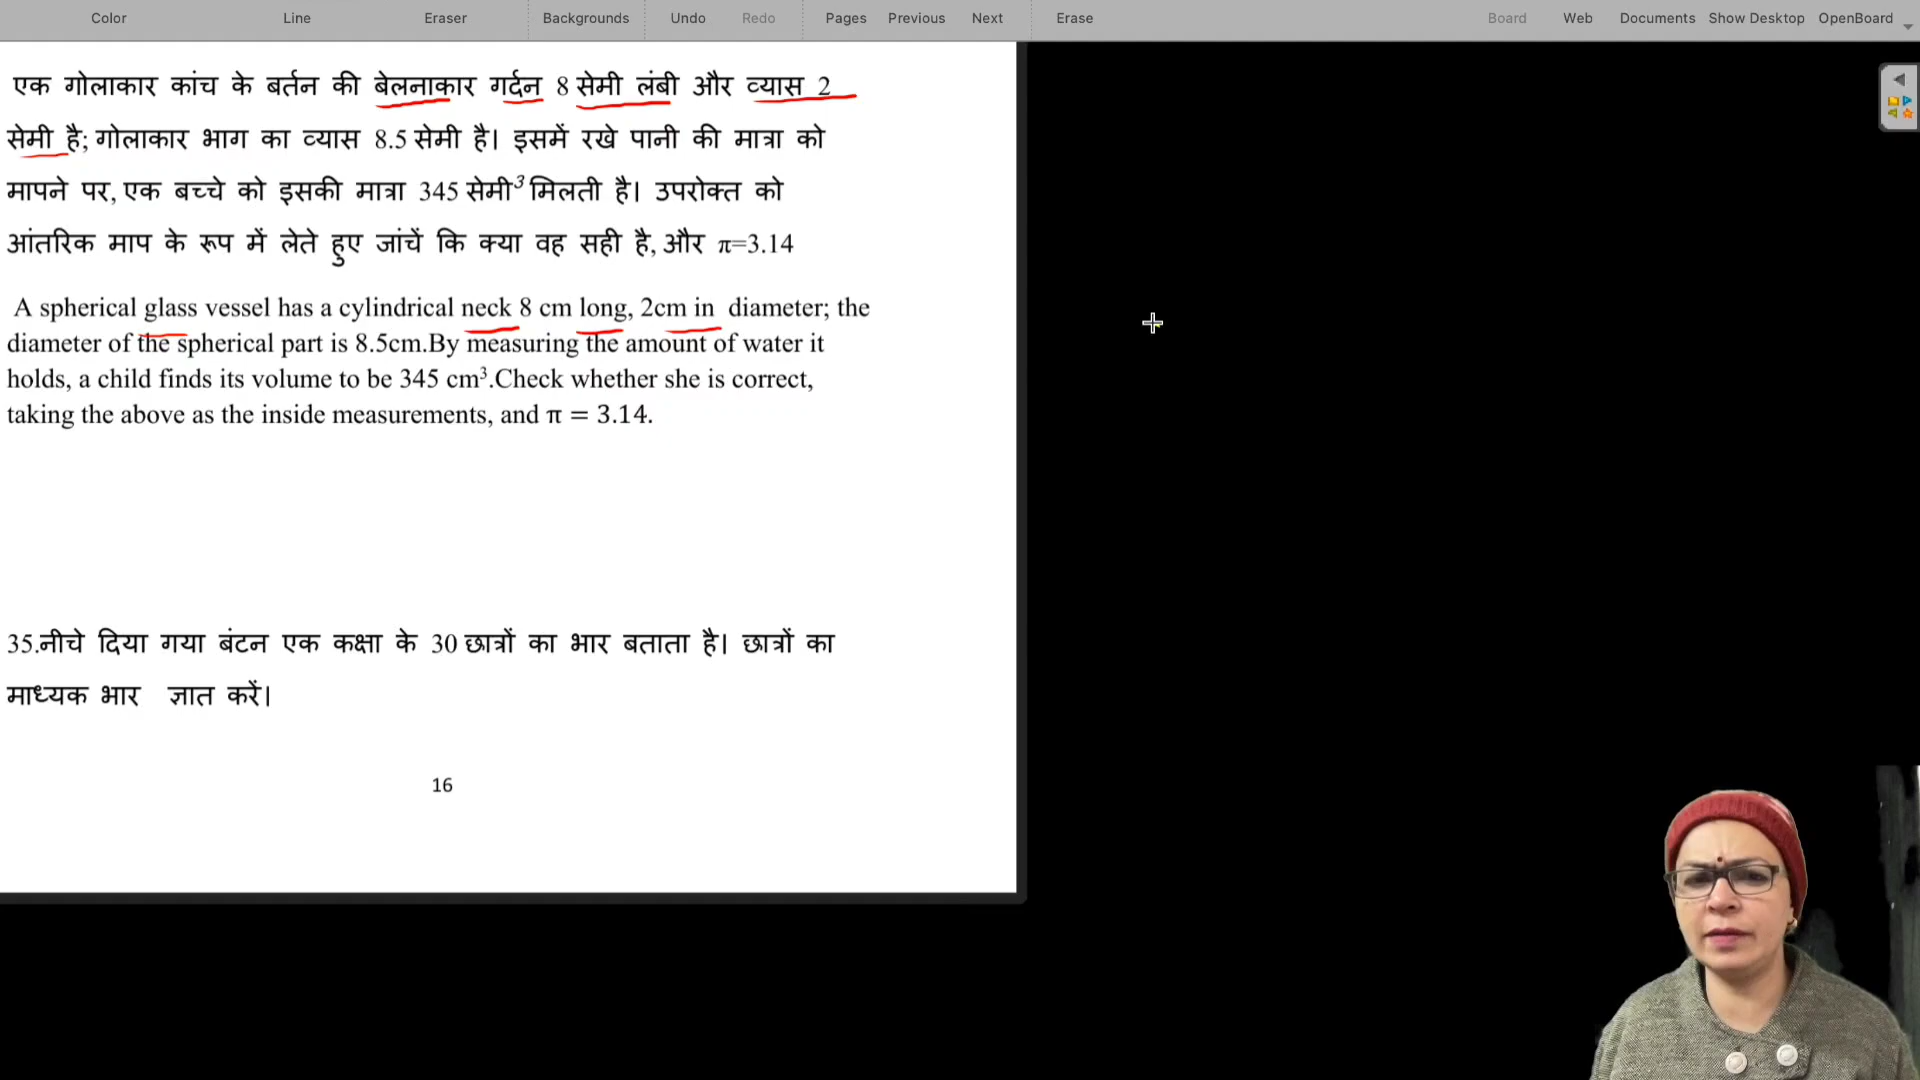 Color Line Eraser Backgrounds Undo Redo Pages Previous Next Erase Board Web Documents Show Desktop OpenBoard
एक गोलाकार कांच के बर्तन की बेलनाकार गर्दन 8 सेमी लंबी और व्यास 2
सेमी है; गोलाकार भाग का व्यास 8.5 सेमी है। इसमें रखे पानी की मात्रा को
मापने पर, एक बच्चे को इसकी मात्रा 345 सेमी³ मिलती है। उपरोक्त को
आंतरिक माप के रूप में लेते हुए जांचें कि क्या वह सही है, और π=3.14
A spherical glass vessel has a cylindrical neck 8 cm long, 2cm in diameter; the
diameter of the spherical part is 8.5cm.By measuring the amount of water it
holds, a child finds its volume to be 345 cm³.Check whether she is correct,
taking the above as the inside measurements, and π = 3.14.
35.नीचे दिया गया बंटन एक कक्षा के 30 छात्रों का भार बताता है। छात्रों का
माध्यक भार ज्ञात करें।
16